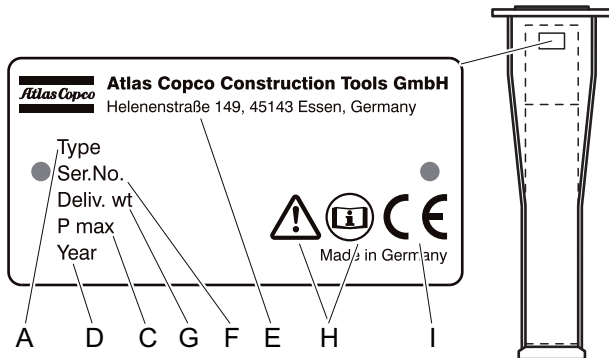 Atlas Copco
Atlas Copco Construction Tools GmbH
Helenenstraße 149, 45143 Essen, Germany
Type
Ser.No.
Deliv. wt
P max
Year
i
CE
Made in Germany
A D C G F E H I